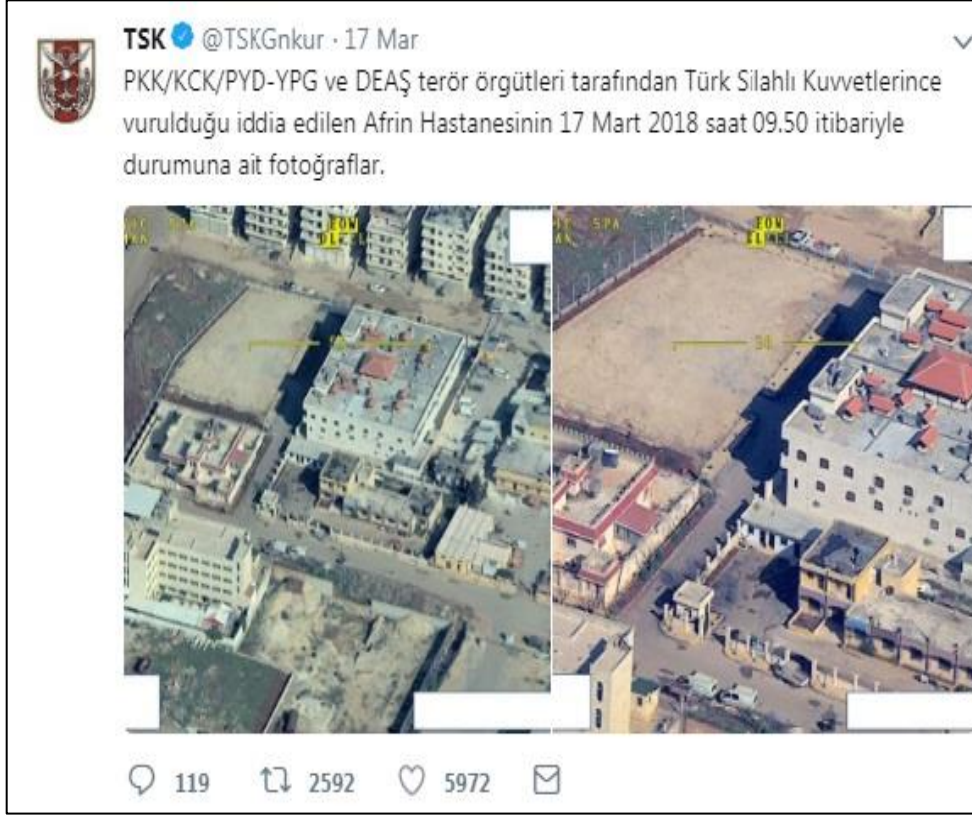 TSK @TSKGnkur · 17 Mar
PKK/KCK/PYD-YPG ve DEAŞ terör örgütleri tarafından Türk Silahlı Kuvvetlerince
vurulduğu iddia edilen Afrin Hastanesinin 17 Mart 2018 saat 09.50 itibariyle
durumuna ait fotoğraflar.
119 2592 5972